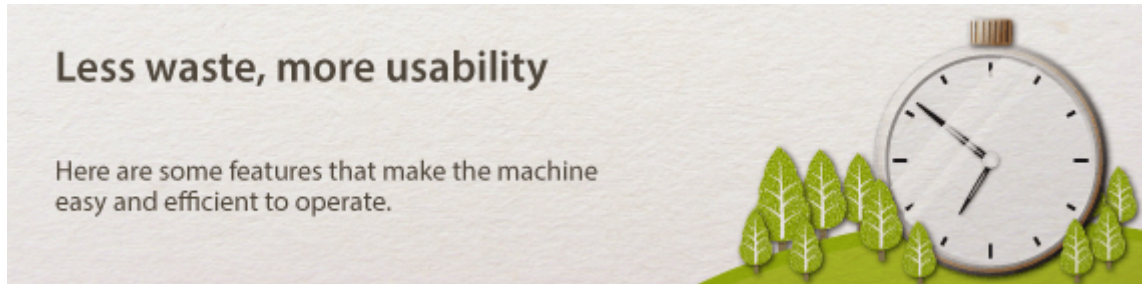 Less waste, more usability
Here are some features that make the machine
easy and efficient to operate.